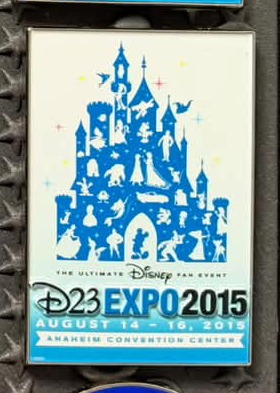 THE ULTIMATE Disney FAN EVENT
D23 EXPO 2015
AUGUST 14 - 16, 2015
ANAHEIM CONVENTION CENTER